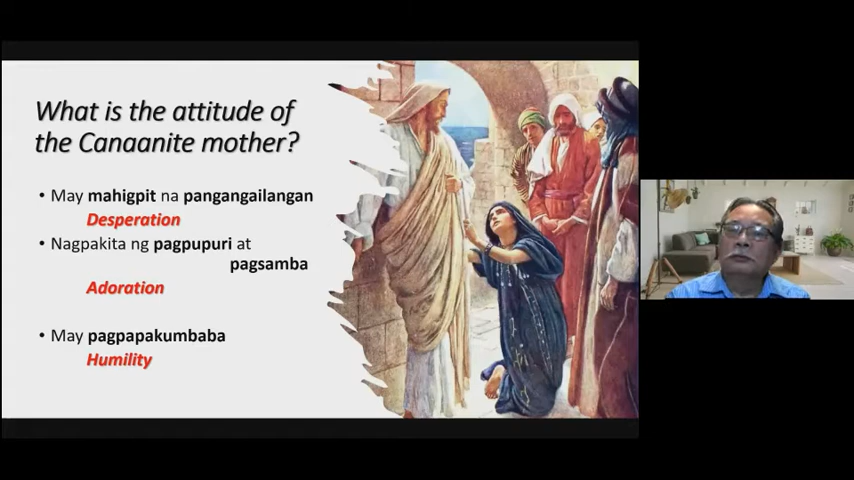 What is the attitude of
the Canaanite mother?
• May mahigpit na pangangailangan
Desperation
• Nagpakita ng pagpupuri at
pagsamba
Adoration
• May pagpapakumbaba
Humility